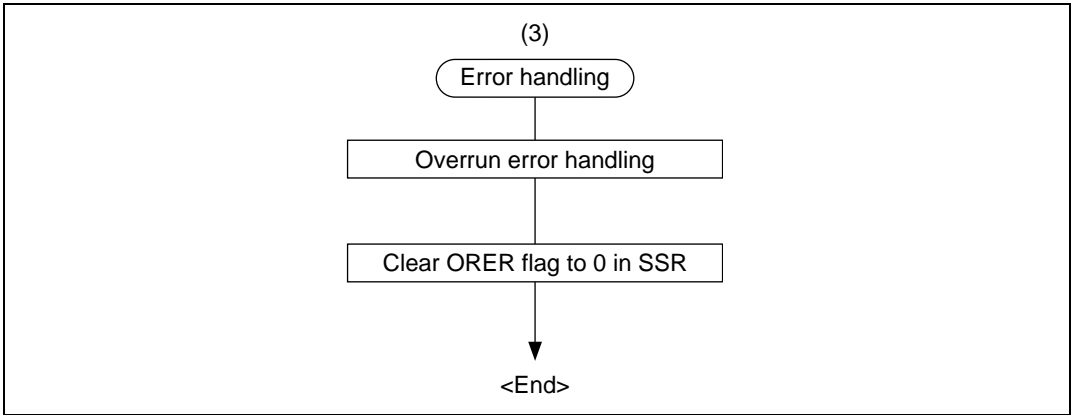 (3)
Error handling
Overrun error handling
Clear ORER flag to 0 in SSR
<End>